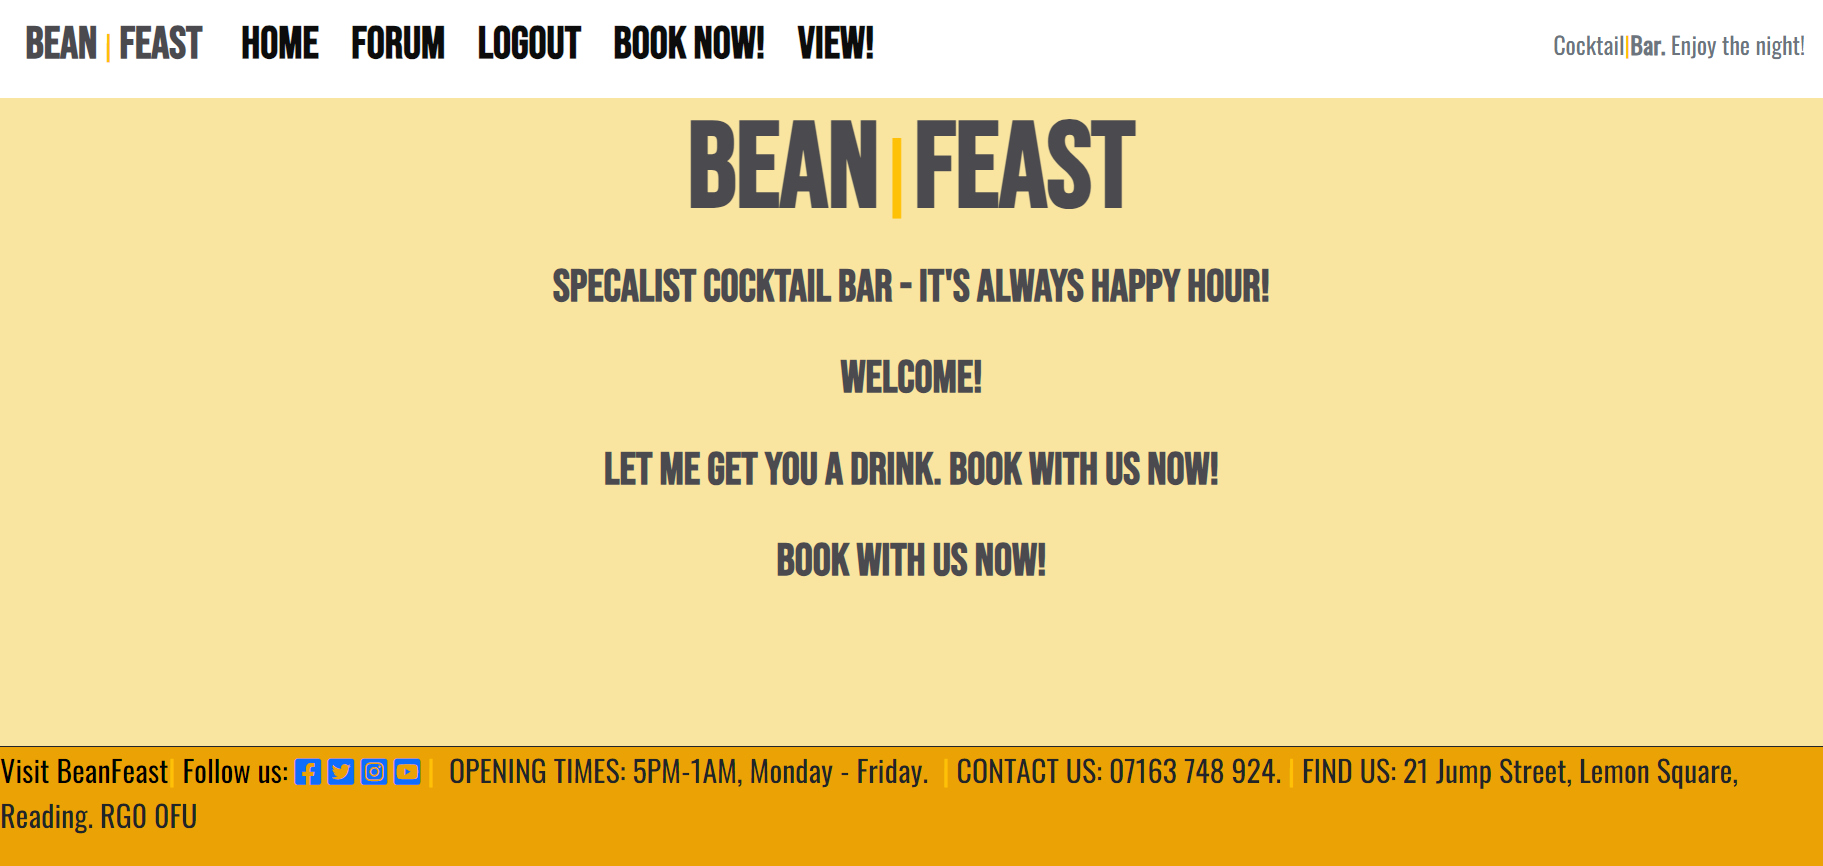 BEAN | FEAST HOME FORUM LOGOUT BOOK NOW! VIEW! Cocktail|Bar. Enjoy the night!
BEAN | FEAST
SPECALIST COCKTAIL BAR - IT'S ALWAYS HAPPY HOUR!
WELCOME!
LET ME GET YOU A DRINK. BOOK WITH US NOW!
BOOK WITH US NOW!
Visit BeanFeast| Follow us: | OPENING TIMES: 5PM-1AM, Monday - Friday. | CONTACT US: 07163 748 924. | FIND US: 21 Jump Street, Lemon Square,
Reading. RG0 0FU